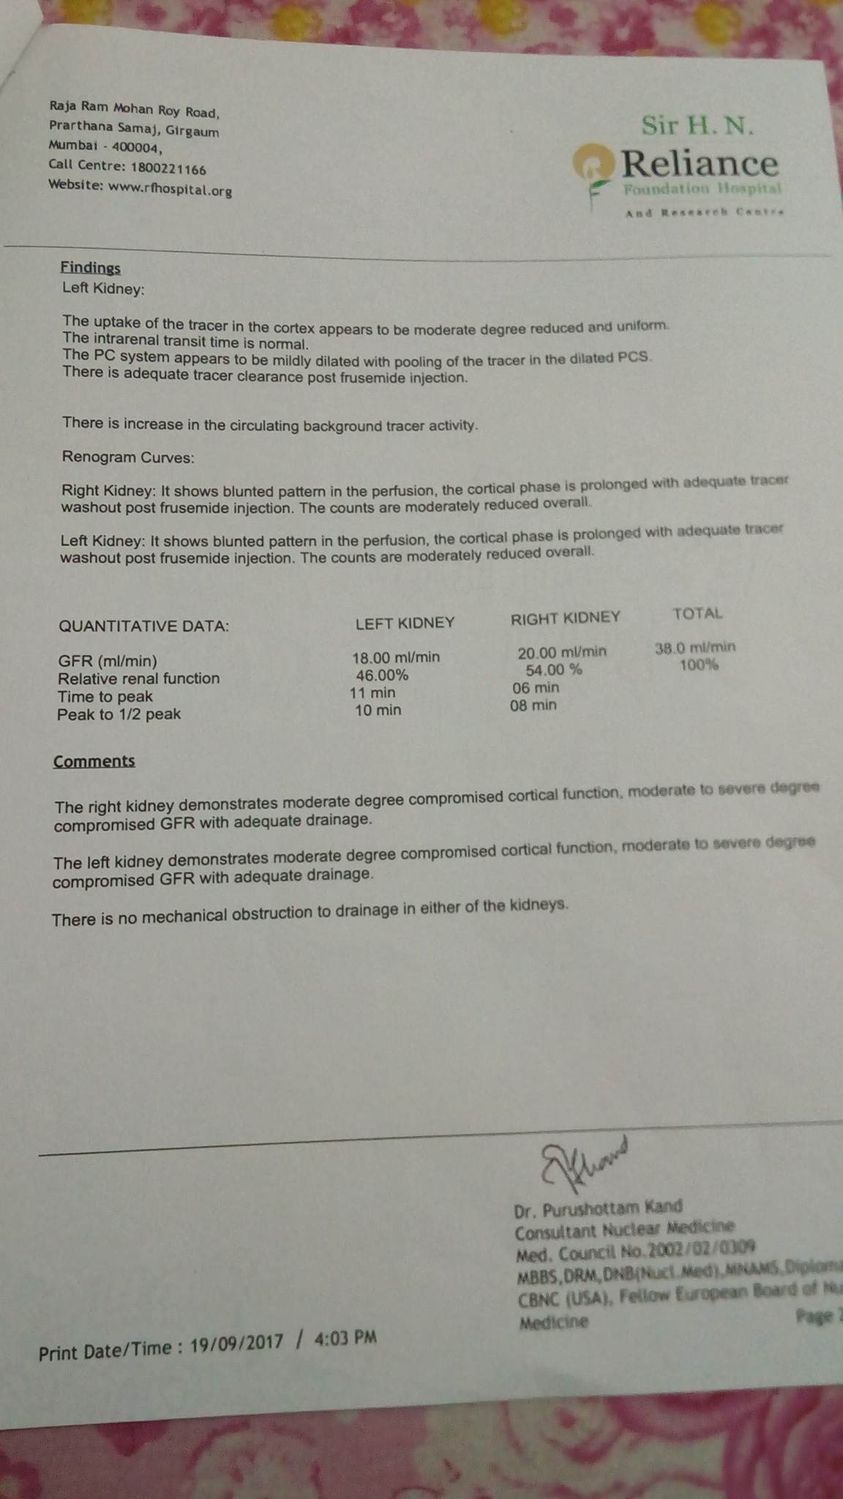 Raja Ram Mohan Roy Road,
Prarthana Samaj, Girgaum
Mumbai - 400004,
Call Centre: 1800221166
Website: www.rfhospital.org
Sir H. N.
Reliance
Foundation Hospital
And Research Centre
Findings
Left Kidney:
The uptake of the tracer in the cortex appears to be moderate degree reduced and uniform.
The intrarenal transit time is normal.
The PC system appears to be mildly dilated with pooling of the tracer in the dilated PCS.
There is adequate tracer clearance post frusemide injection.
There is increase in the circulating background tracer activity.
Renogram Curves:
Right Kidney: It shows blunted pattern in the perfusion, the cortical phase is prolonged with adequate tracer
washout post frusemide injection. The counts are moderately reduced overall.
Left Kidney: It shows blunted pattern in the perfusion, the cortical phase is prolonged with adequate tracer
washout post frusemide injection. The counts are moderately reduced overall.
QUANTITATIVE DATA: LEFT KIDNEY RIGHT KIDNEY TOTAL
GFR (ml/min) 18.00 ml/min 20.00 ml/min 38.0 ml/min
Relative renal function 46.00% 54.00 % 100%
Time to peak 11 min 06 min
Peak to 1/2 peak 10 min 08 min
Comments
The right kidney demonstrates moderate degree compromised cortical function, moderate to severe degree
compromised GFR with adequate drainage.
The left kidney demonstrates moderate degree compromised cortical function, moderate to severe degree
compromised GFR with adequate drainage.
There is no mechanical obstruction to drainage in either of the kidneys.
Dr. Purushottam Kand
Consultant Nuclear Medicine
Med. Council No.2002/02/0309
MBBS,DRM,DNB(Nucl.Med),MNAMS,Diploma
CBNC (USA), Fellow European Board of Nu
Medicine
Page
Print Date/Time : 19/09/2017 / 4:03 PM